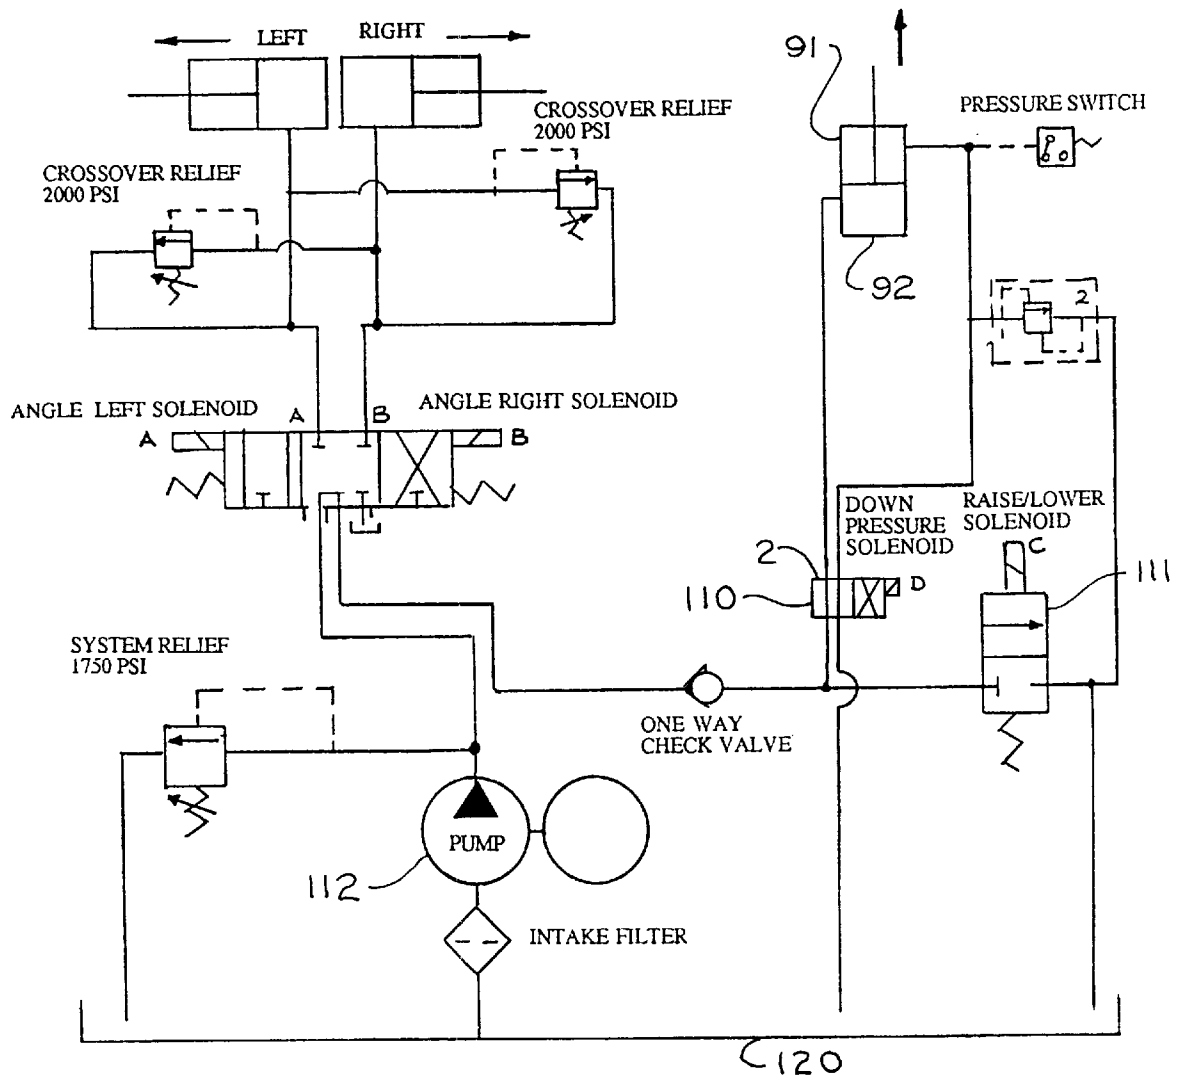 LEFT
RIGHT
91
CROSSOVER RELIEF
2000 PSI
PRESSURE SWITCH
CROSSOVER RELIEF
2000 PSI
92
2
ANGLE LEFT SOLENOID
A
B
ANGLE RIGHT SOLENOID
A
B
DOWN
PRESSURE
SOLENOID
RAISE/LOWER
SOLENOID
C
2
D
110
111
SYSTEM RELIEF
1750 PSI
ONE WAY
CHECK VALVE
PUMP
112
INTAKE FILTER
120